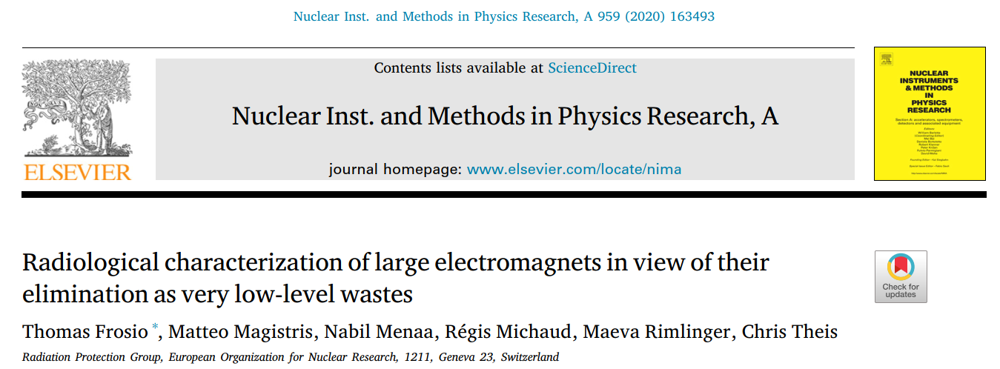 Nuclear Inst. and Methods in Physics Research, A 959 (2020) 163493
Contents lists available at ScienceDirect
Nuclear Inst. and Methods in Physics Research, A
journal homepage: www.elsevier.com/locate/nima
ELSEVIER
NUCLEAR
INSTRUMENTS
& METHODS
IN
PHYSICS
RESEARCH
Section A: accelerators, spectrometers,
detectors and associated equipment
Radiological characterization of large electromagnets in view of their
elimination as very low-level wastes
Check for
updates
Thomas Frosio *, Matteo Magistris, Nabil Menaa, Régis Michaud, Maeva Rimlinger, Chris Theis
Radiation Protection Group, European Organization for Nuclear Research, 1211, Geneva 23, Switzerland